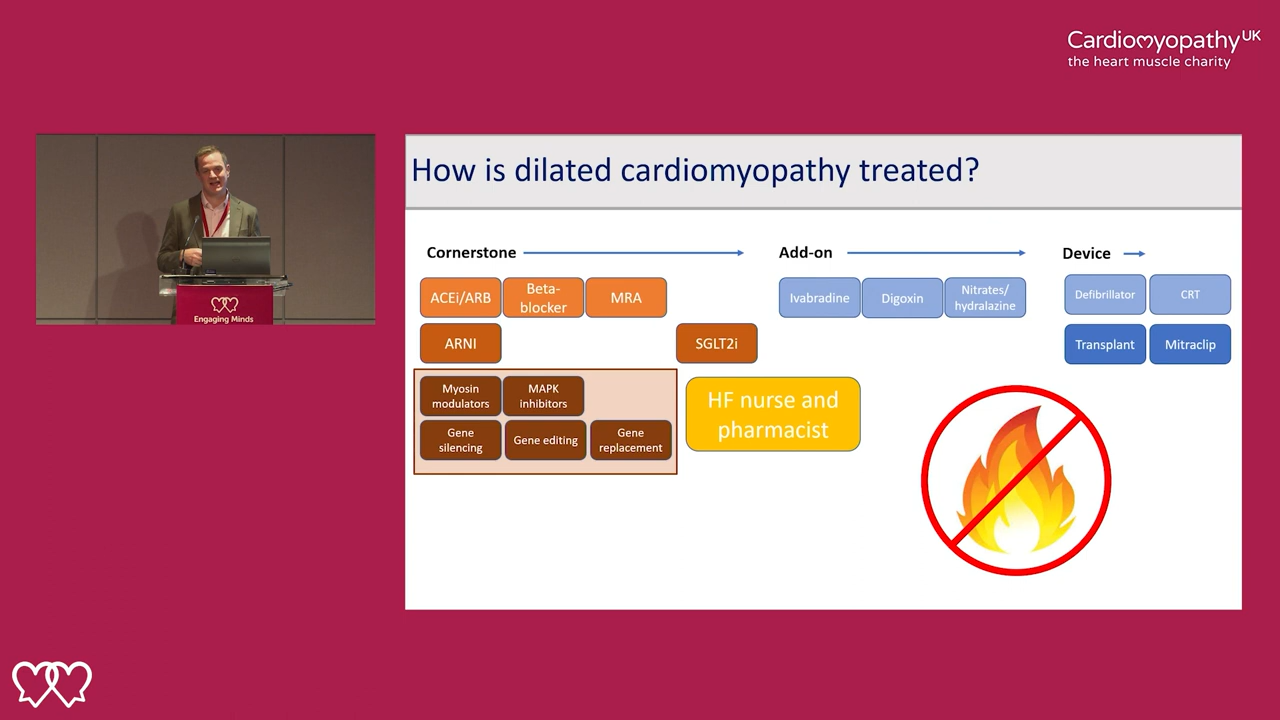 Cardiomyopathy UK
the heart muscle charity
Engaging Minds
How is dilated cardiomyopathy treated?
Cornerstone
Add-on
Device
ACEi/ARB
Beta-
blocker
MRA
Ivabradine
Digoxin
Nitrates/
hydralazine
Defibrillator
CRT
ARNI
SGLT2i
Transplant
Mitraclip
Myosin
modulators
MAPK
inhibitors
Gene
silencing
Gene editing
Gene
replacement
HF nurse and
pharmacist